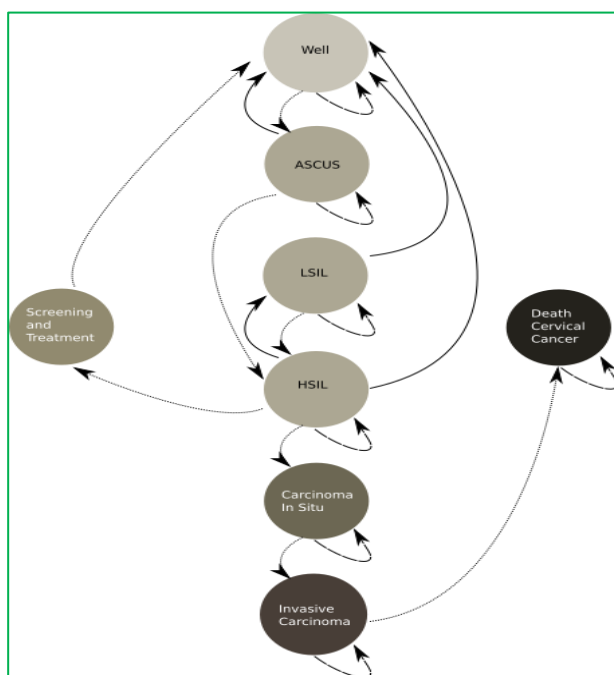 Well
ASCUS
LSIL
Screening
and
Treatment
Death
Cervical
Cancer
HSIL
Carcinoma
In Situ
Invasive
Carcinoma